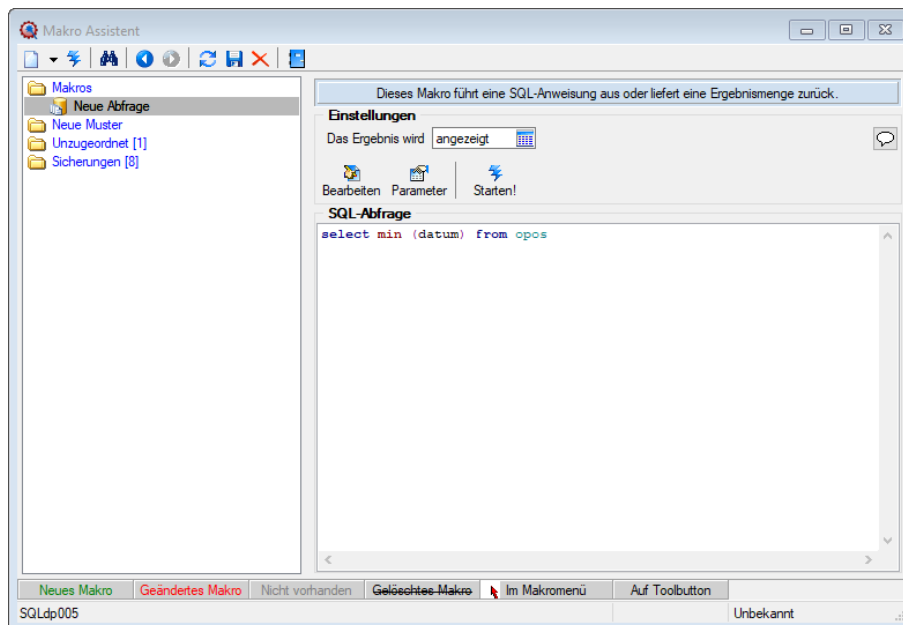 Makro Assistent
Makros
Neue Abfrage
Neue Muster
Unzugeordnet [1]
Sicherungen [8]
Dieses Makro führt eine SQL-Anweisung aus oder liefert eine Ergebnismenge zurück.
Einstellungen
Das Ergebnis wird angezeigt
Bearbeiten Parameter Starten!
SQL-Abfrage
select min (datum) from opos
Neues Makro Geändertes Makro Nicht vorhanden Gelöschtes Makro Im Makromenü Auf Toolbutton
SQLdp005 Unbekannt